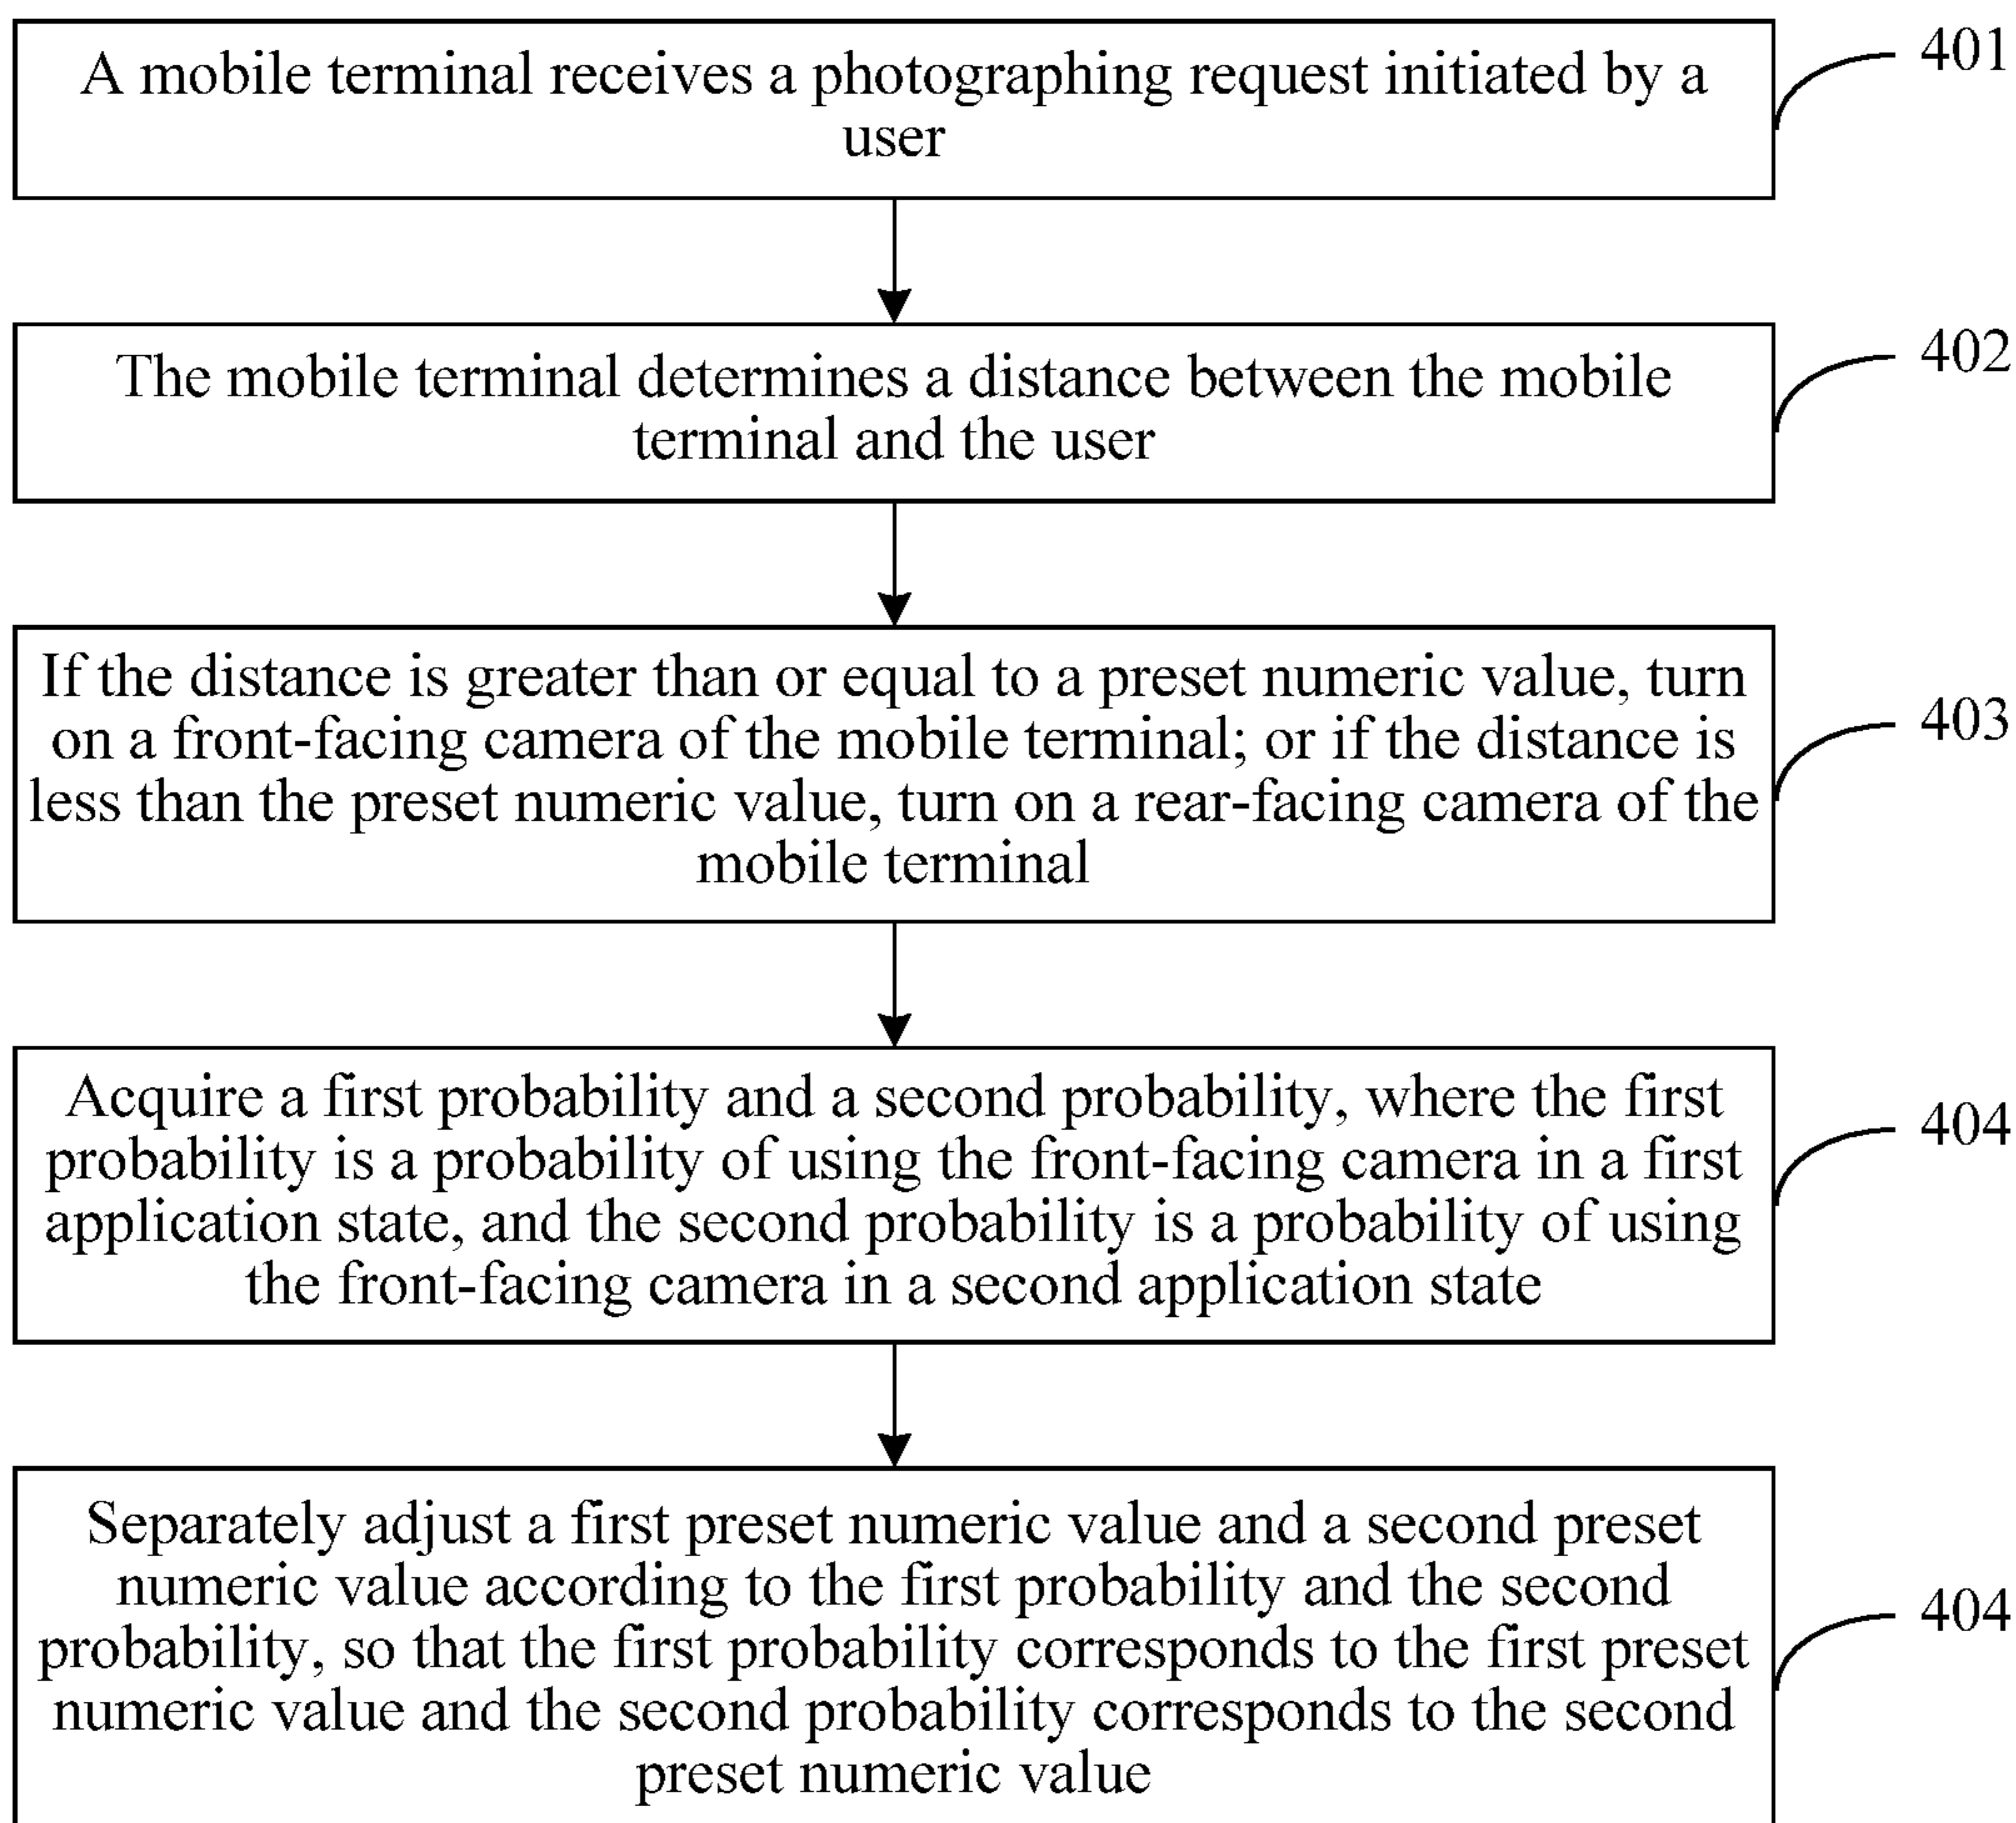 A mobile terminal receives a photographing request initiated by a
user
401
The mobile terminal determines a distance between the mobile
terminal and the user
402
If the distance is greater than or equal to a preset numeric value, turn
on a front-facing camera of the mobile terminal; or if the distance is
less than the preset numeric value, turn on a rear-facing camera of the
mobile terminal
403
Acquire a first probability and a second probability, where the first
probability is a probability of using the front-facing camera in a first
application state, and the second probability is a probability of using
the front-facing camera in a second application state
404
Separately adjust a first preset numeric value and a second preset
numeric value according to the first probability and the second
probability, so that the first probability corresponds to the first preset
numeric value and the second probability corresponds to the second
preset numeric value
404